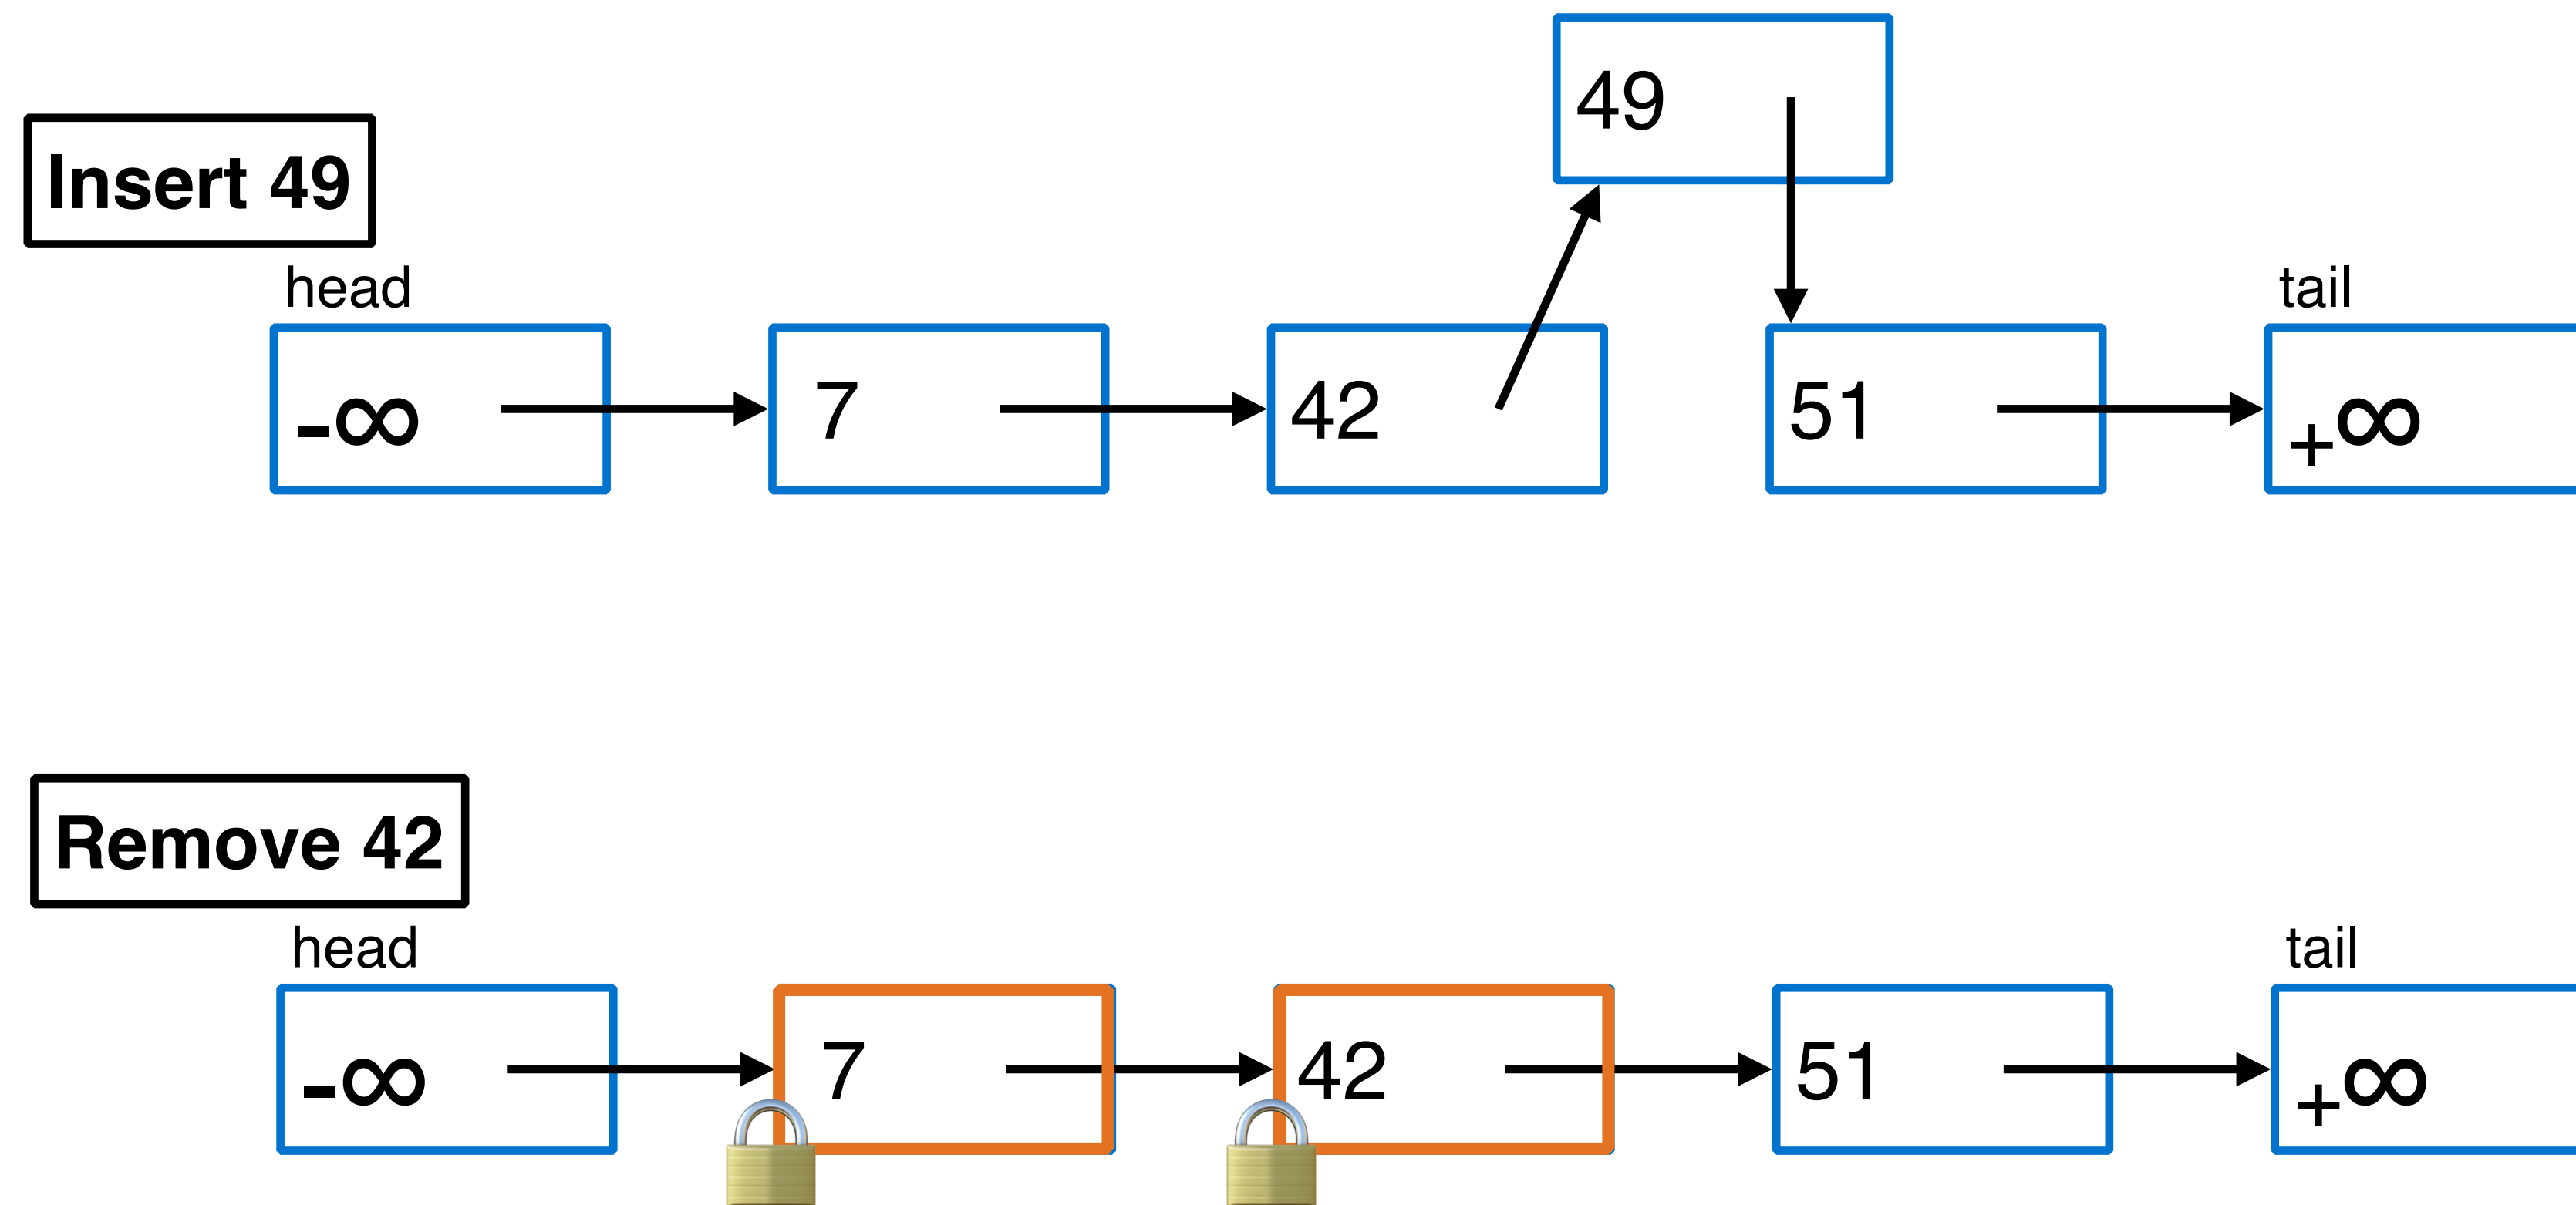 49
Insert 49
head
tail
-∞ 7 42 51 +∞
Remove 42
head
tail
-∞ 7 42 51 +∞